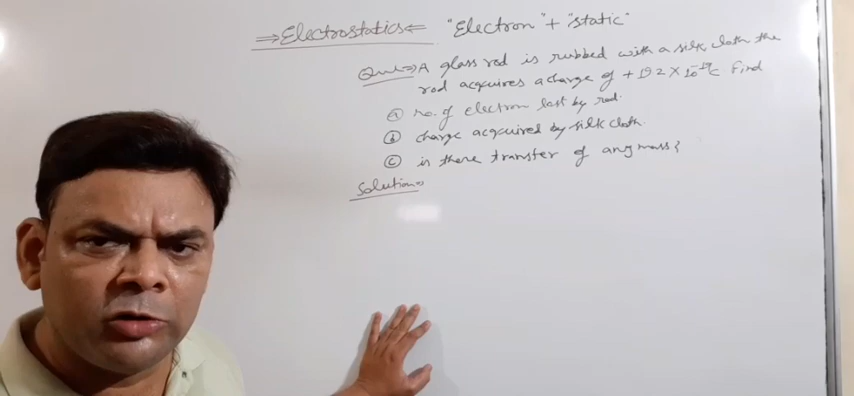 ⇒Electrostatics⇐ "Electron" + "static"
Que⇒ A glass rod is rubbed with a silk cloth the
rod acquires a charge of + 19.2 × 10⁻¹⁹C Find
(a) no. of electron lost by rod.
(b) charge acquired by silk cloth.
(c) is there transfer of any mass?
Solution⇒